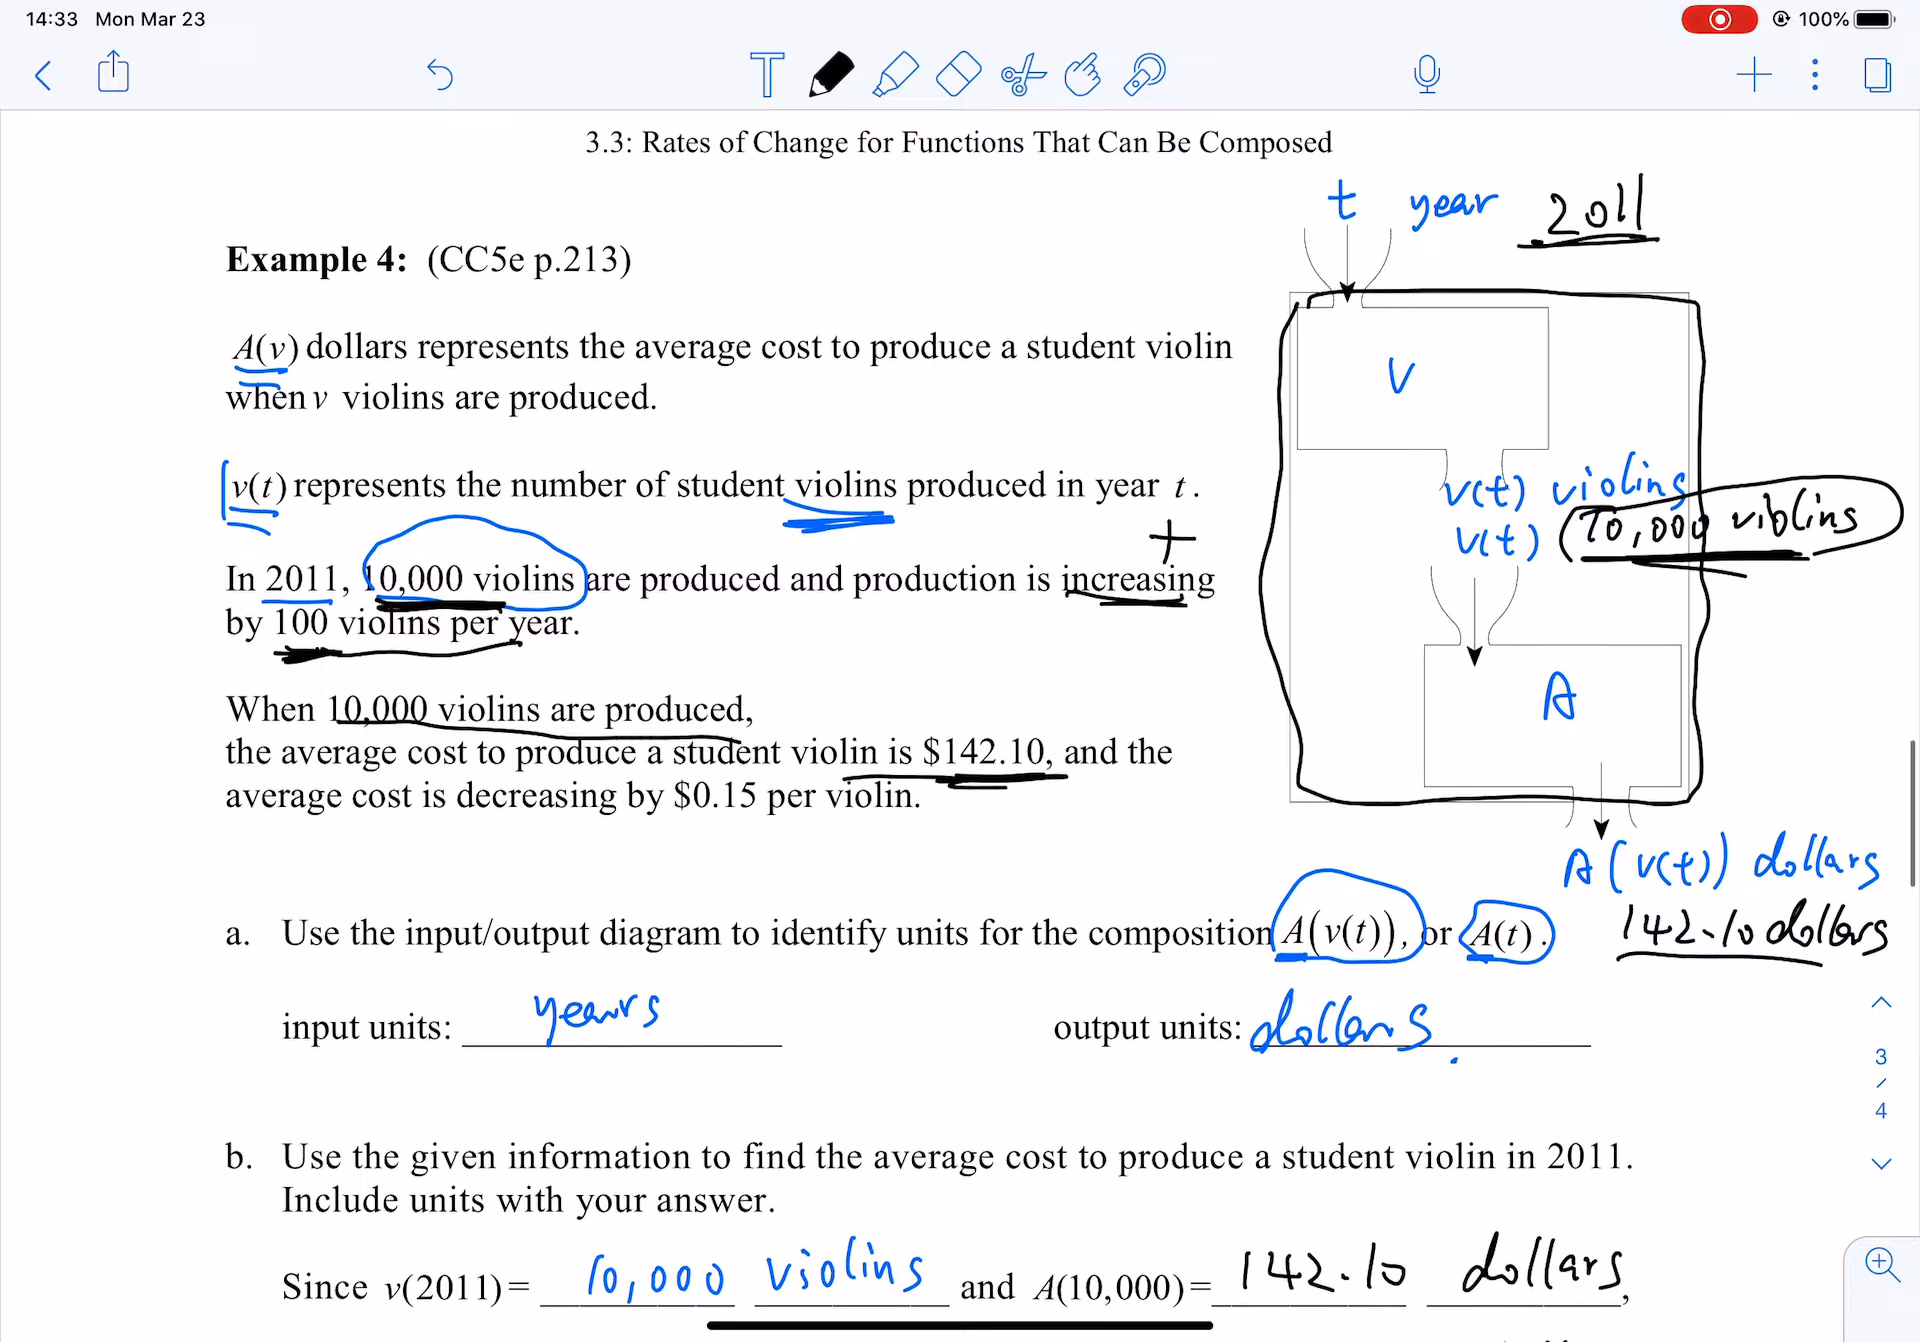 14:33 Mon Mar 23
100%
3.3: Rates of Change for Functions That Can Be Composed
t year 2011
Example 4: (CC5e p.213)
A(v) dollars represents the average cost to produce a student violin
when v violins are produced.
V
v(t) represents the number of student violins produced in year t.
v(t) violins
v(t) 10,000 violins
+
In 2011, 10,000 violins are produced and production is increasing
by 100 violins per year.
A
When 10,000 violins are produced,
the average cost to produce a student violin is $142.10, and the
average cost is decreasing by $0.15 per violin.
A(v(t)) dollars
142.10 dollars
a. Use the input/output diagram to identify units for the composition A(v(t)), or A(t).
input units: years output units: dollars
3
/
4
b. Use the given information to find the average cost to produce a student violin in 2011.
Include units with your answer.
Since v(2011)= 10,000 violins and A(10,000)= 142.10 dollars,